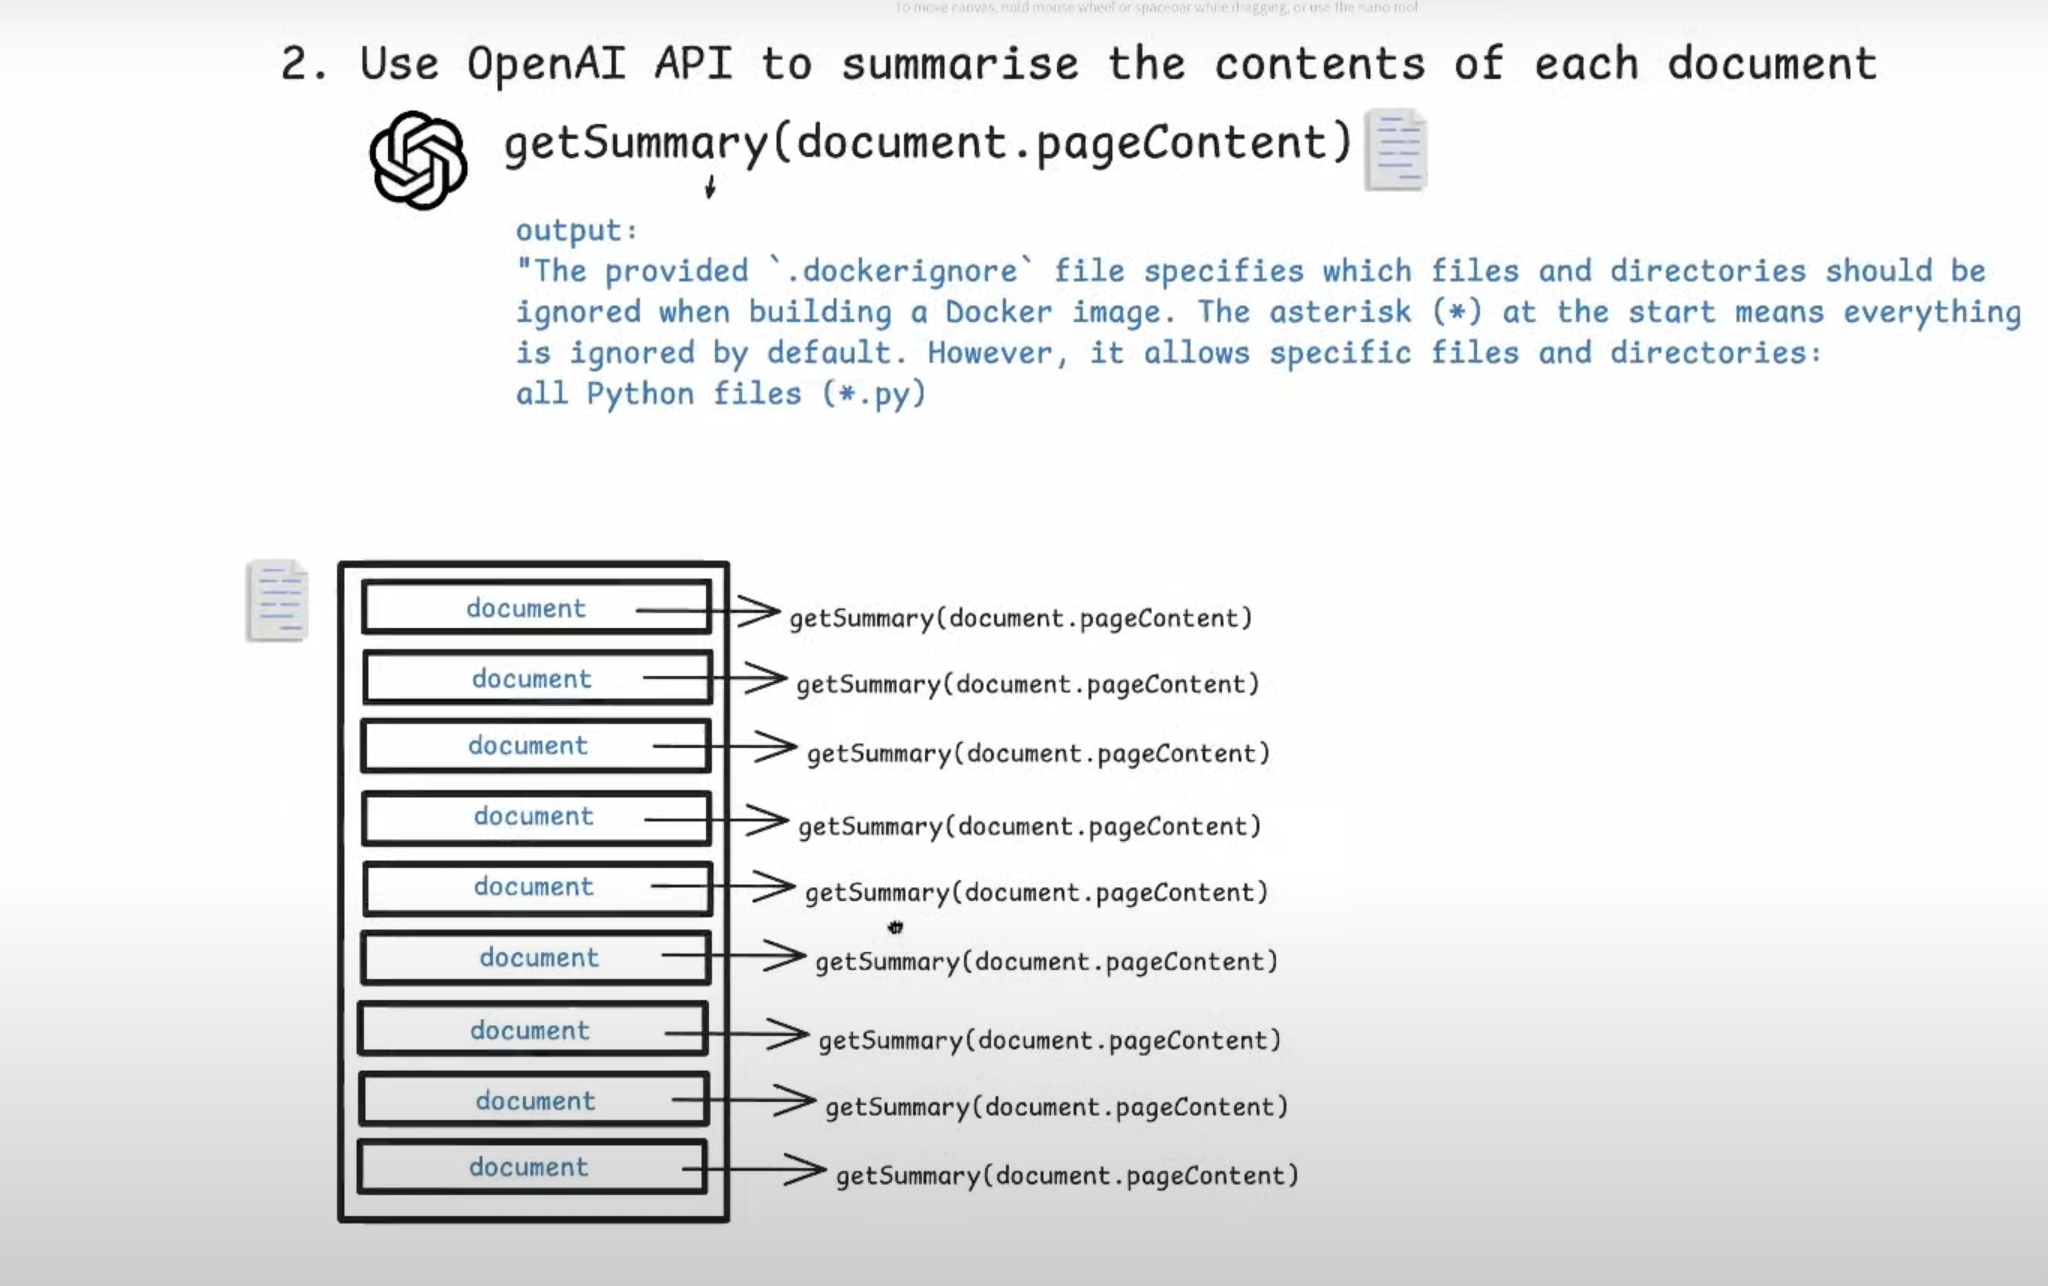 To move canvas, hold mouse wheel or spacebar while dragging, or use the hand tool
2. Use OpenAI API to summarise the contents of each document
getSummary(document.pageContent)
output:
"The provided `.dockerignore` file specifies which files and directories should be
ignored when building a Docker image. The asterisk (*) at the start means everything
is ignored by default. However, it allows specific files and directories:
all Python files (*.py)
document getSummary(document.pageContent)
document getSummary(document.pageContent)
document getSummary(document.pageContent)
document getSummary(document.pageContent)
document getSummary(document.pageContent)
document getSummary(document.pageContent)
document getSummary(document.pageContent)
document getSummary(document.pageContent)
document getSummary(document.pageContent)